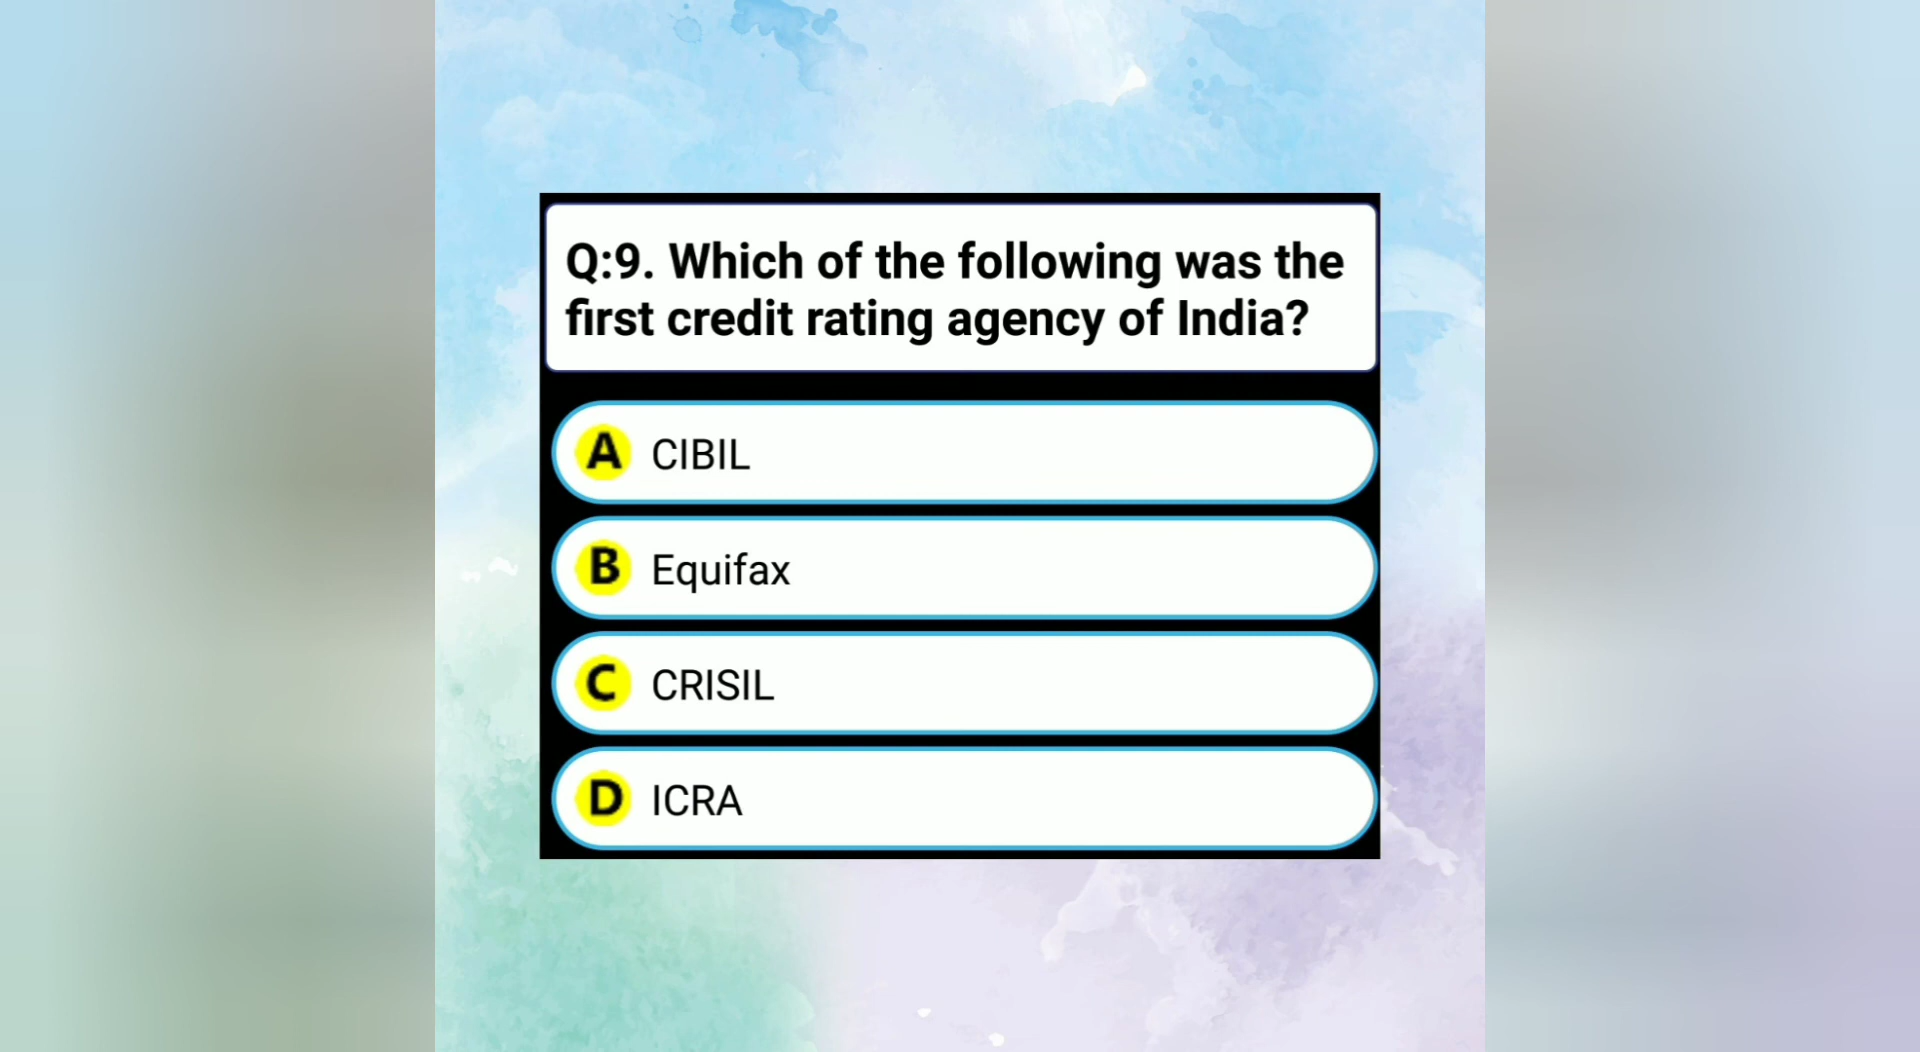 Q:9. Which of the following was the
first credit rating agency of India?
A CIBIL
B Equifax
C CRISIL
D ICRA